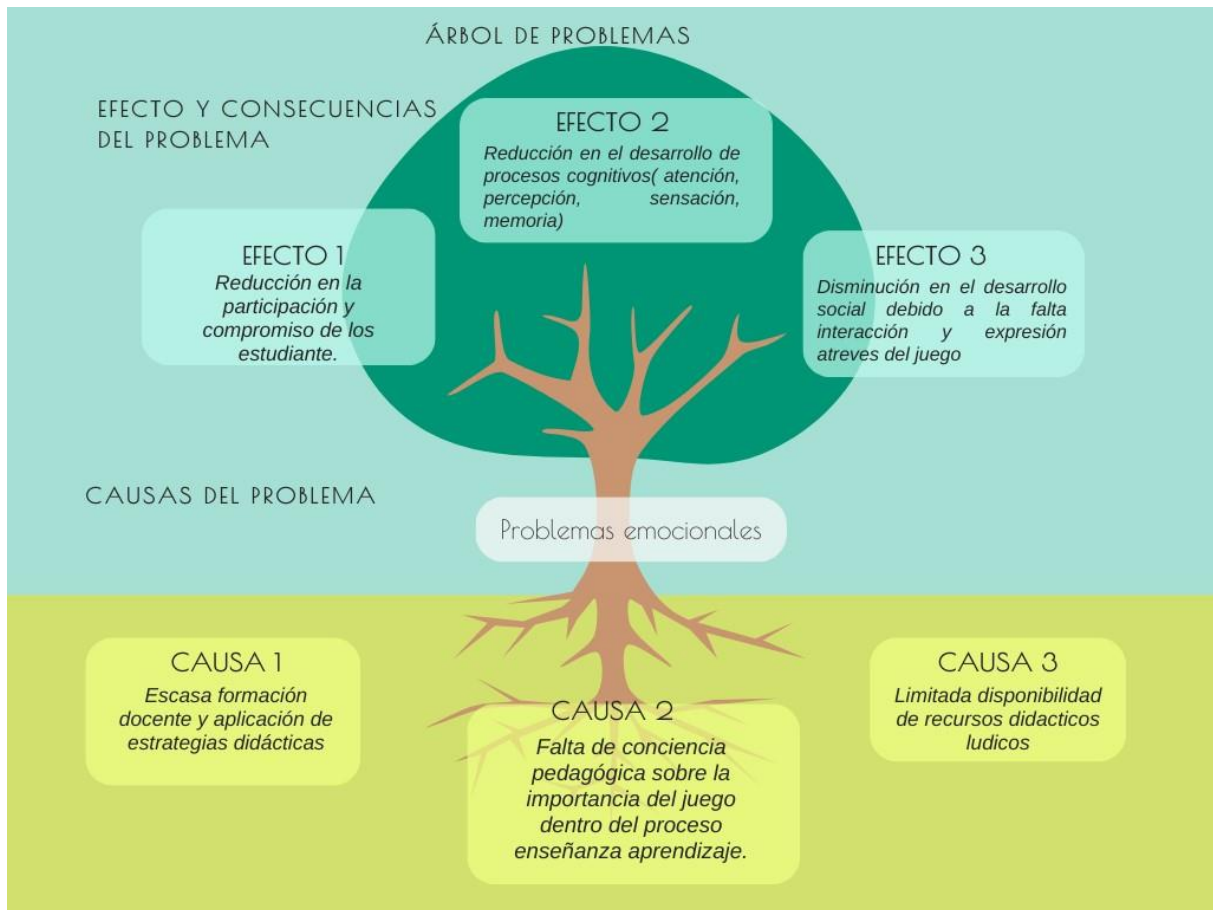 ÁRBOL DE PROBLEMAS
EFECTO Y CONSECUENCIAS
DEL PROBLEMA
EFECTO 2
Reducción en el desarrollo de
procesos cognitivos( atención,
percepción, sensación,
memoria)
EFECTO 1
Reducción en la
participación y
compromiso de los
estudiante.
EFECTO 3
Disminución en el desarrollo
social debido a la falta
interacción y expresión
atreves del juego
CAUSAS DEL PROBLEMA
Problemas emocionales
CAUSA 1
Escasa formación
docente y aplicación de
estrategias didácticas
CAUSA 2
Falta de conciencia
pedagógica sobre la
importancia del juego
dentro del proceso
enseñanza aprendizaje.
CAUSA 3
Limitada disponibilidad
de recursos didacticos
ludicos